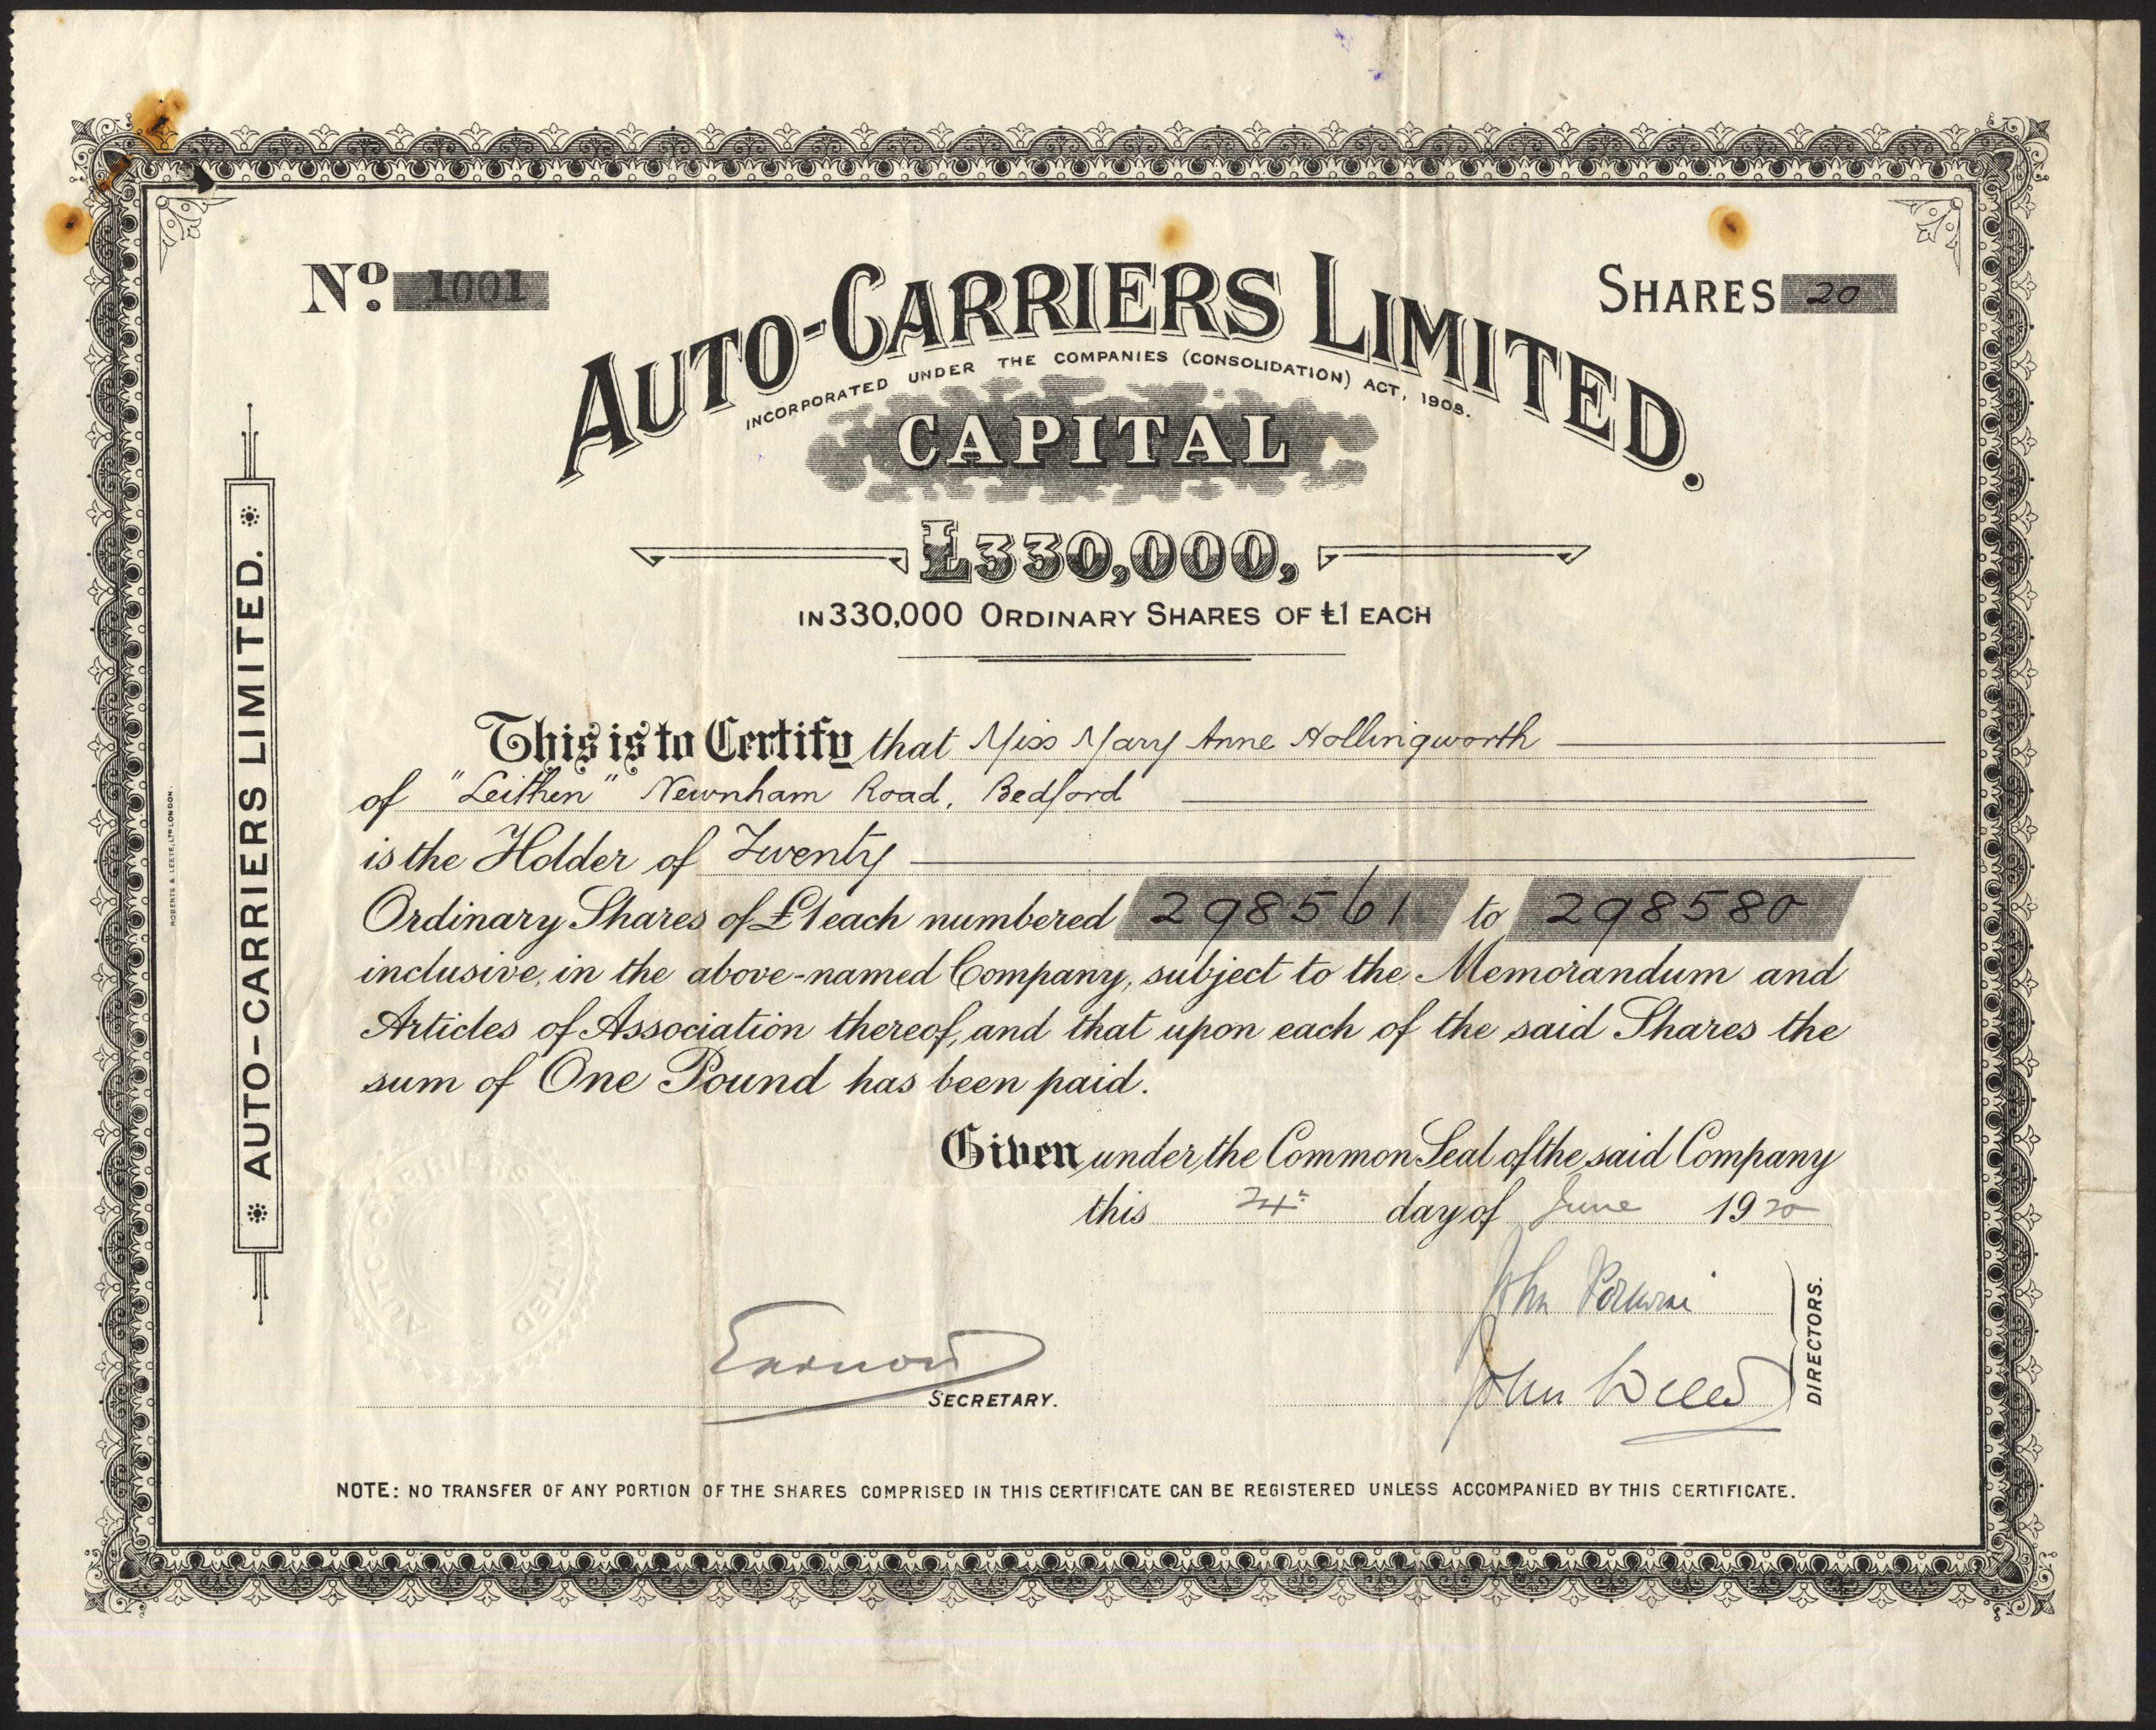 No. 1001
SHARES 20
AUTO-CARRIERS LIMITED.
INCORPORATED UNDER THE COMPANIES (CONSOLIDATION) ACT, 1908.
CAPITAL
£330,000,
IN 330,000 ORDINARY SHARES OF £1 EACH
This is to Certify that Miss Mary Anne Hollingworth
of "Leithen" Newnham Road, Bedford
is the Holder of Twenty
Ordinary Shares of £1 each numbered 298561 to 298580
inclusive, in the above-named Company, subject to the Memorandum and
Articles of Association thereof, and that upon each of the said Shares the
sum of One Pound has been paid.
Given under the Common Seal of the said Company
this 24th day of June 1920
John
John
DIRECTORS.
SECRETARY.
NOTE: NO TRANSFER OF ANY PORTION OF THE SHARES COMPRISED IN THIS CERTIFICATE CAN BE REGISTERED UNLESS ACCOMPANIED BY THIS CERTIFICATE.
AUTO-CARRIERS LIMITED.
ROBERTS & LEETE, LTD LONDON.
AUTO CARRIERS LIMITED